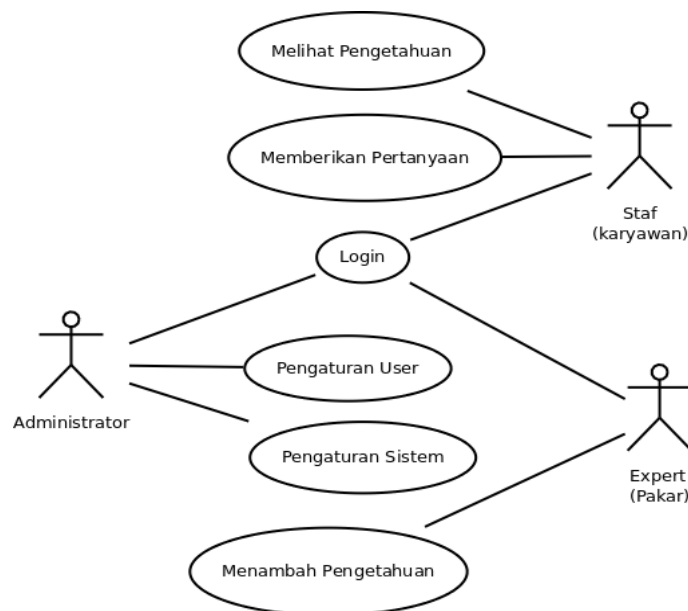 Melihat Pengetahuan
Memberikan Pertanyaan
Staf
(karyawan)
Login
Administrator
Pengaturan User
Pengaturan Sistem
Expert
(Pakar)
Menambah Pengetahuan